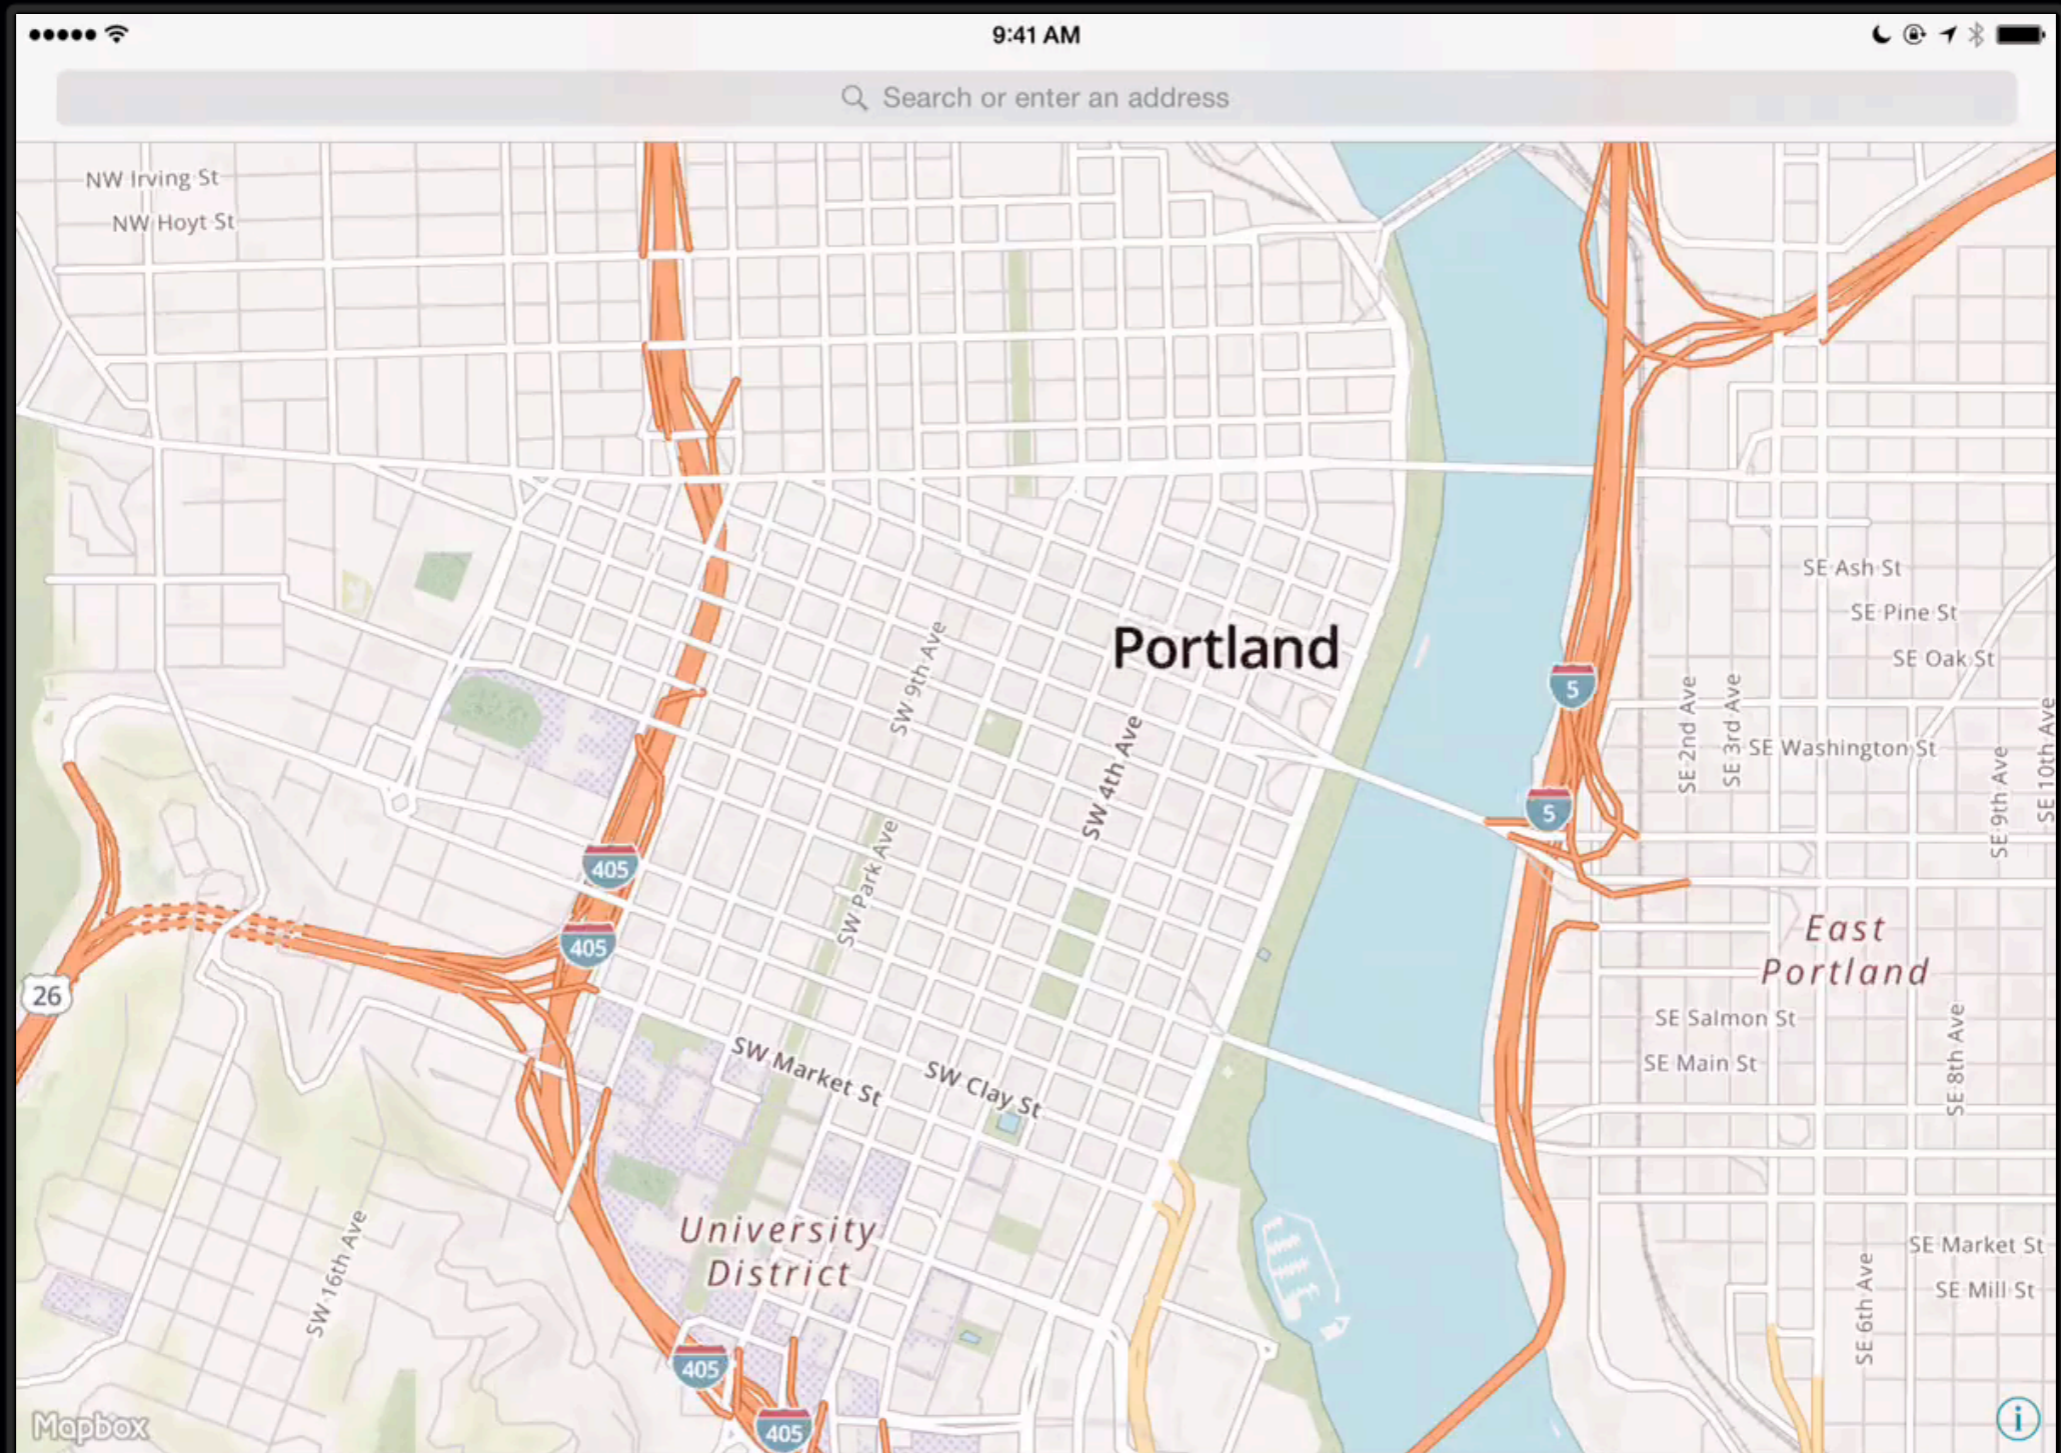 9:41 AM
Search or enter an address
NW Irving St
NW Hoyt St
SE Ash St
SE Pine St
Portland
SW 9th Ave
SE Oak St
5
SE 2nd Ave
SE 3rd Ave
SW 4th Ave
SE Washington St
SE 9th Ave
SE 10th Ave
5
405
SW Park Ave
405
East
Portland
26
SE Salmon St
SE Main St
SE 8th Ave
SW Market St
SW Clay St
University
District
SW 16th Ave
SE Market St
SE Mill St
SE 6th Ave
405
405
Mapbox
i